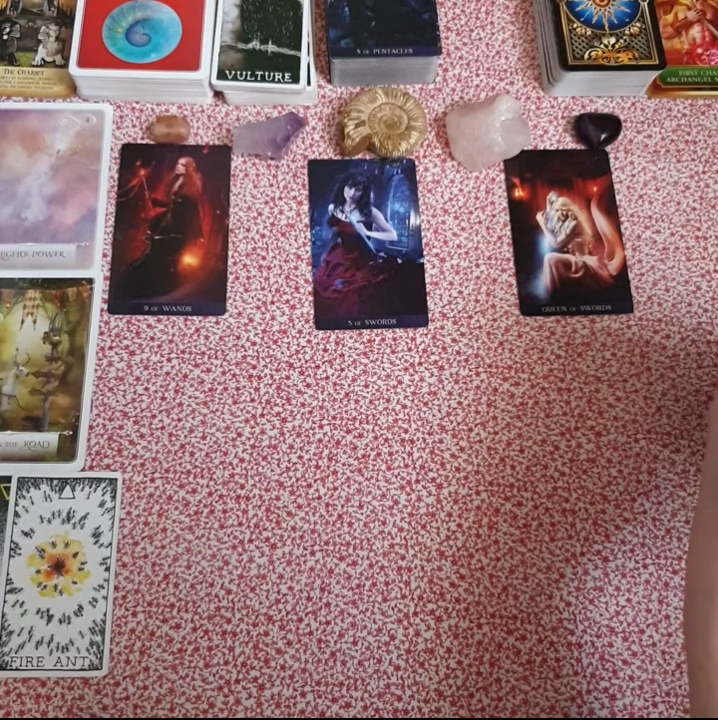 THE CHARIOT
VULTURE
5 OF PENTACLES
FIRST CHA
ARCHANGEL
HIGHER POWER
9 OF WANDS
5 OF SWORDS
QUEEN OF SWORDS
THE ROAD
FIRE ANT